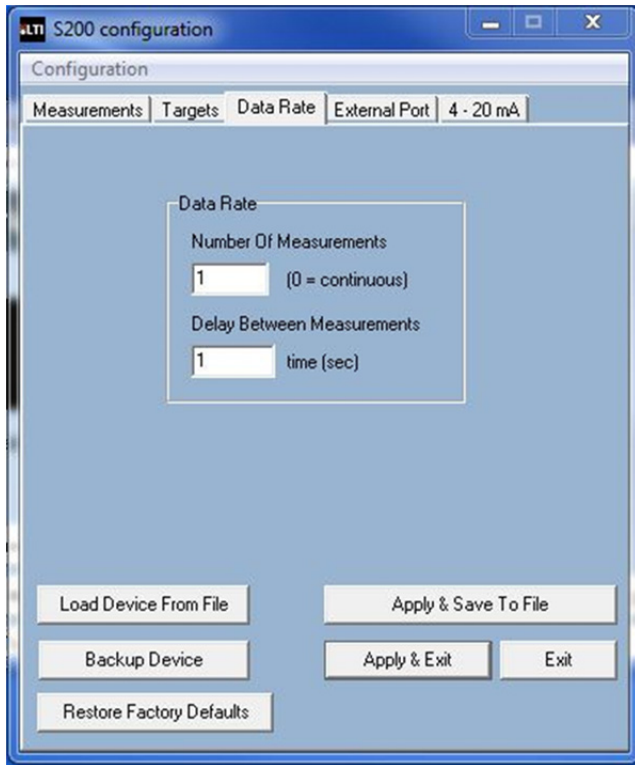 LTI S200 configuration
Configuration
Measurements Targets Data Rate External Port 4 - 20 mA
Data Rate
Number Of Measurements
1 (0 = continuous)
Delay Between Measurements
1 time (sec)
Load Device From File Apply & Save To File
Backup Device Apply & Exit Exit
Restore Factory Defaults